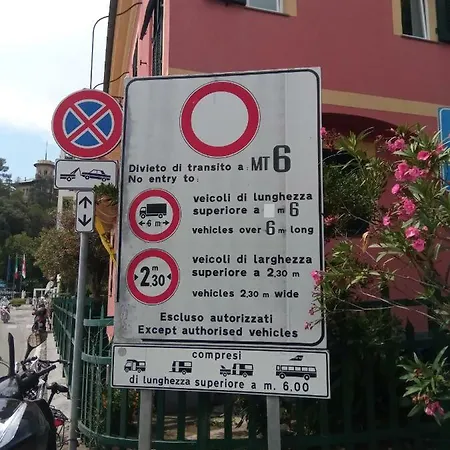 Divieto di transito a: MT 6
No entry to:
6 m
veicoli di lunghezza
superiore a m 6
vehicles over 6 m long
2,30 m
veicoli di larghezza
superiore a 2,30 m
vehicles 2,30 m wide
Escluso autorizzati
Except authorised vehicles
compresi
di lunghezza superiore a m. 6,00